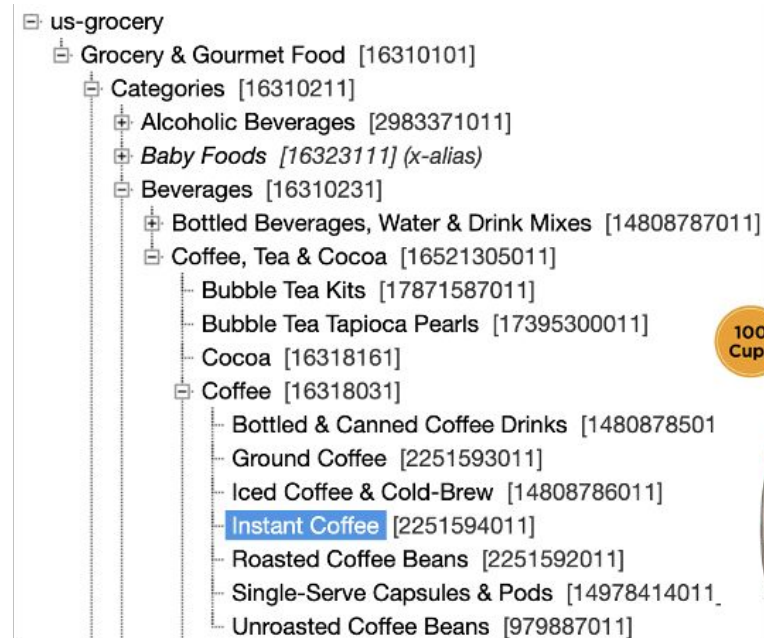 us-grocery
Grocery & Gourmet Food [16310101]
Categories [16310211]
Alcoholic Beverages [2983371011]
Baby Foods [16323111] (x-alias)
Beverages [16310231]
Bottled Beverages, Water & Drink Mixes [14808787011]
Coffee, Tea & Cocoa [16521305011]
Bubble Tea Kits [17871587011]
Bubble Tea Tapioca Pearls [17395300011]
100
Cup
Cocoa [16318161]
Coffee [16318031]
Bottled & Canned Coffee Drinks [1480878501
Ground Coffee [2251593011]
Iced Coffee & Cold-Brew [14808786011]
Instant Coffee [2251594011]
Roasted Coffee Beans [2251592011]
Single-Serve Capsules & Pods [14978414011
Unroasted Coffee Beans [979887011]